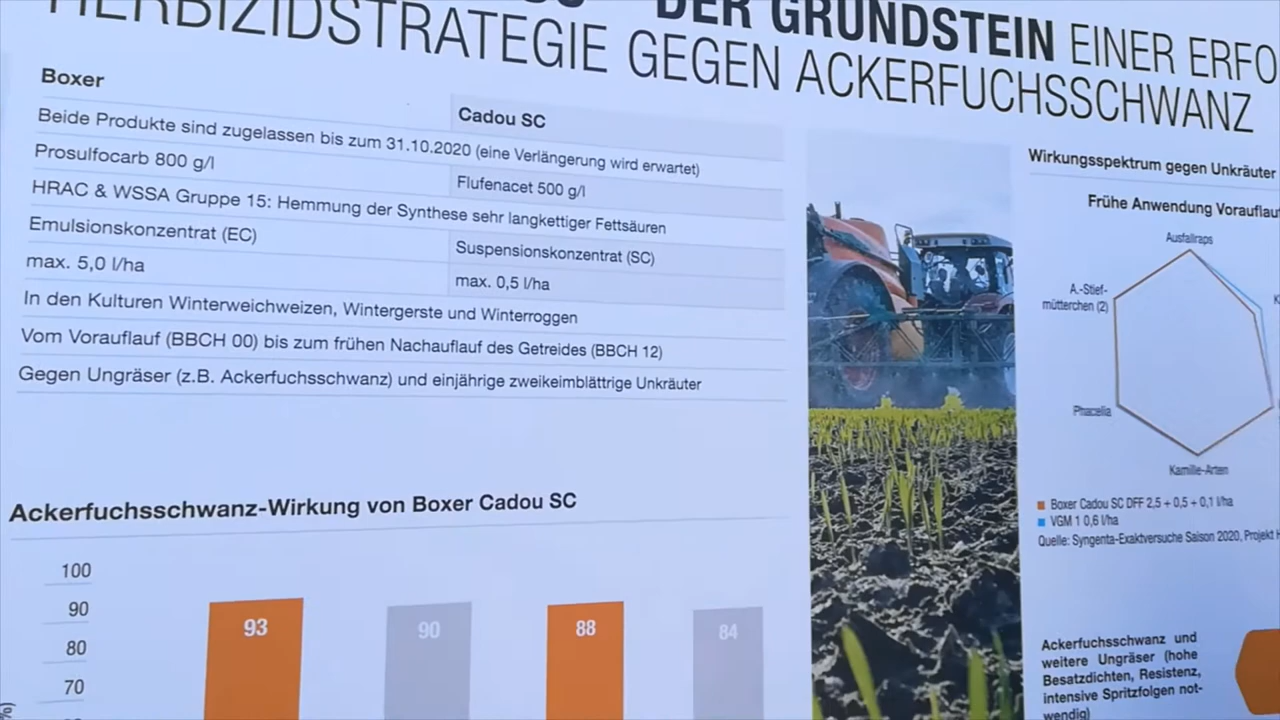 DER GRUNDSTEIN EINER
HERBIZIDSTRATEGIE GEGEN ACKERFUCHSSCHWANZ
Boxer
Cadou SC
Beide Produkte sind zugelassen bis zum 31.10.2020 (eine Verlängerung wird erwartet)
Prosulfocarb 800 g/l
Flufenacet 500 g/l
HRAC & WSSA Gruppe 15: Hemmung der Synthese sehr langkettiger Fettsäuren
Emulsionskonzentrat (EC)
Suspensionskonzentrat (SC)
max. 5,0 l/ha
max. 0,5 l/ha
In den Kulturen Winterweichweizen, Wintergerste und Winterroggen
Vom Vorauflauf (BBCH 00) bis zum frühen Nachauflauf des Getreides (BBCH 12)
Gegen Ungräser (z.B. Ackerfuchsschwanz) und einjährige zweikeimblättrige Unkräuter
Ackerfuchsschwanz-Wirkung von Boxer Cadou SC
100
90
80
70
93
90
88
84
Wirkungsspektrum gegen Unkräuter
Frühe Anwendung Vorauflau
Ausfallraps
A.-Stief-
mütterchen (2)
Phacelia
Kamille-Arten
Boxer Cadou SC DFF 2,5 + 0,5 + 0,1 l/ha
VGM 1 0,6 l/ha
Quelle: Syngenta-Exaktversuche Saison 2020, Projekt
Ackerfuchsschwanz und
weitere Ungräser (hohe
Besatzdichten, Resistenz,
intensive Spritzfolgen not-
wendig)